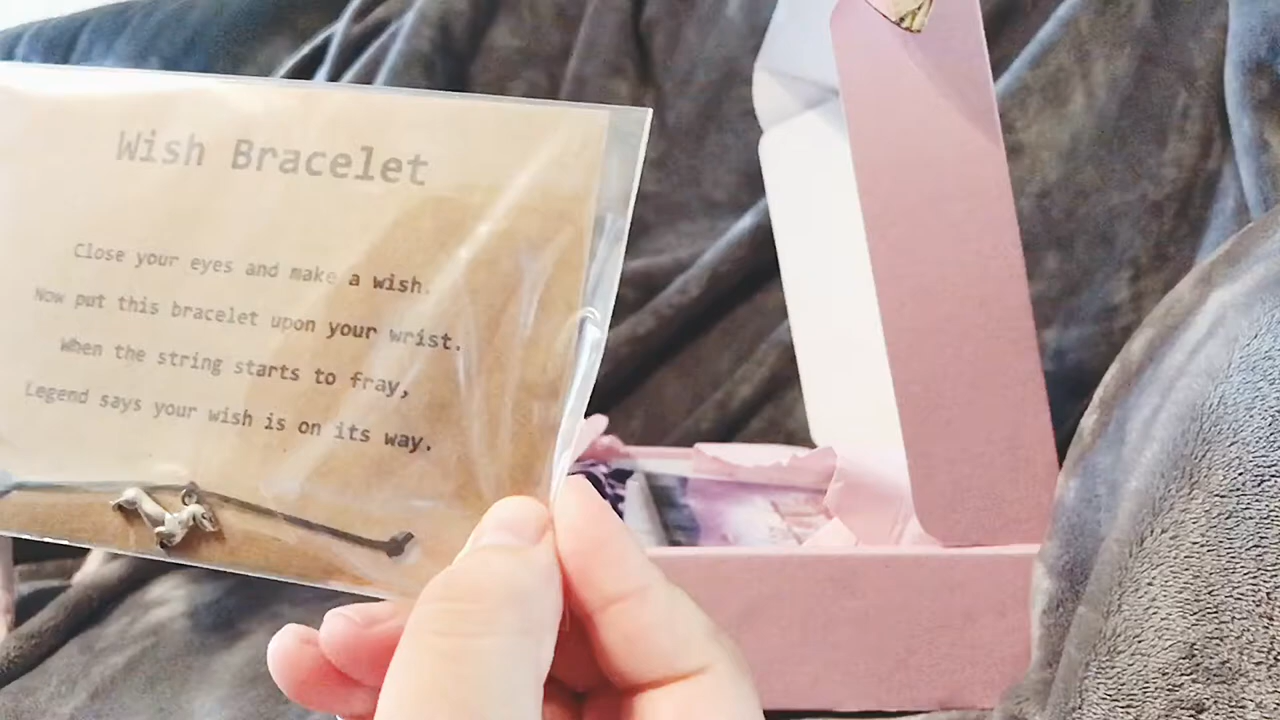 Wish Bracelet
Close your eyes and make a wish.
Now put this bracelet upon your wrist.
When the string starts to fray,
Legend says your wish is on its way.